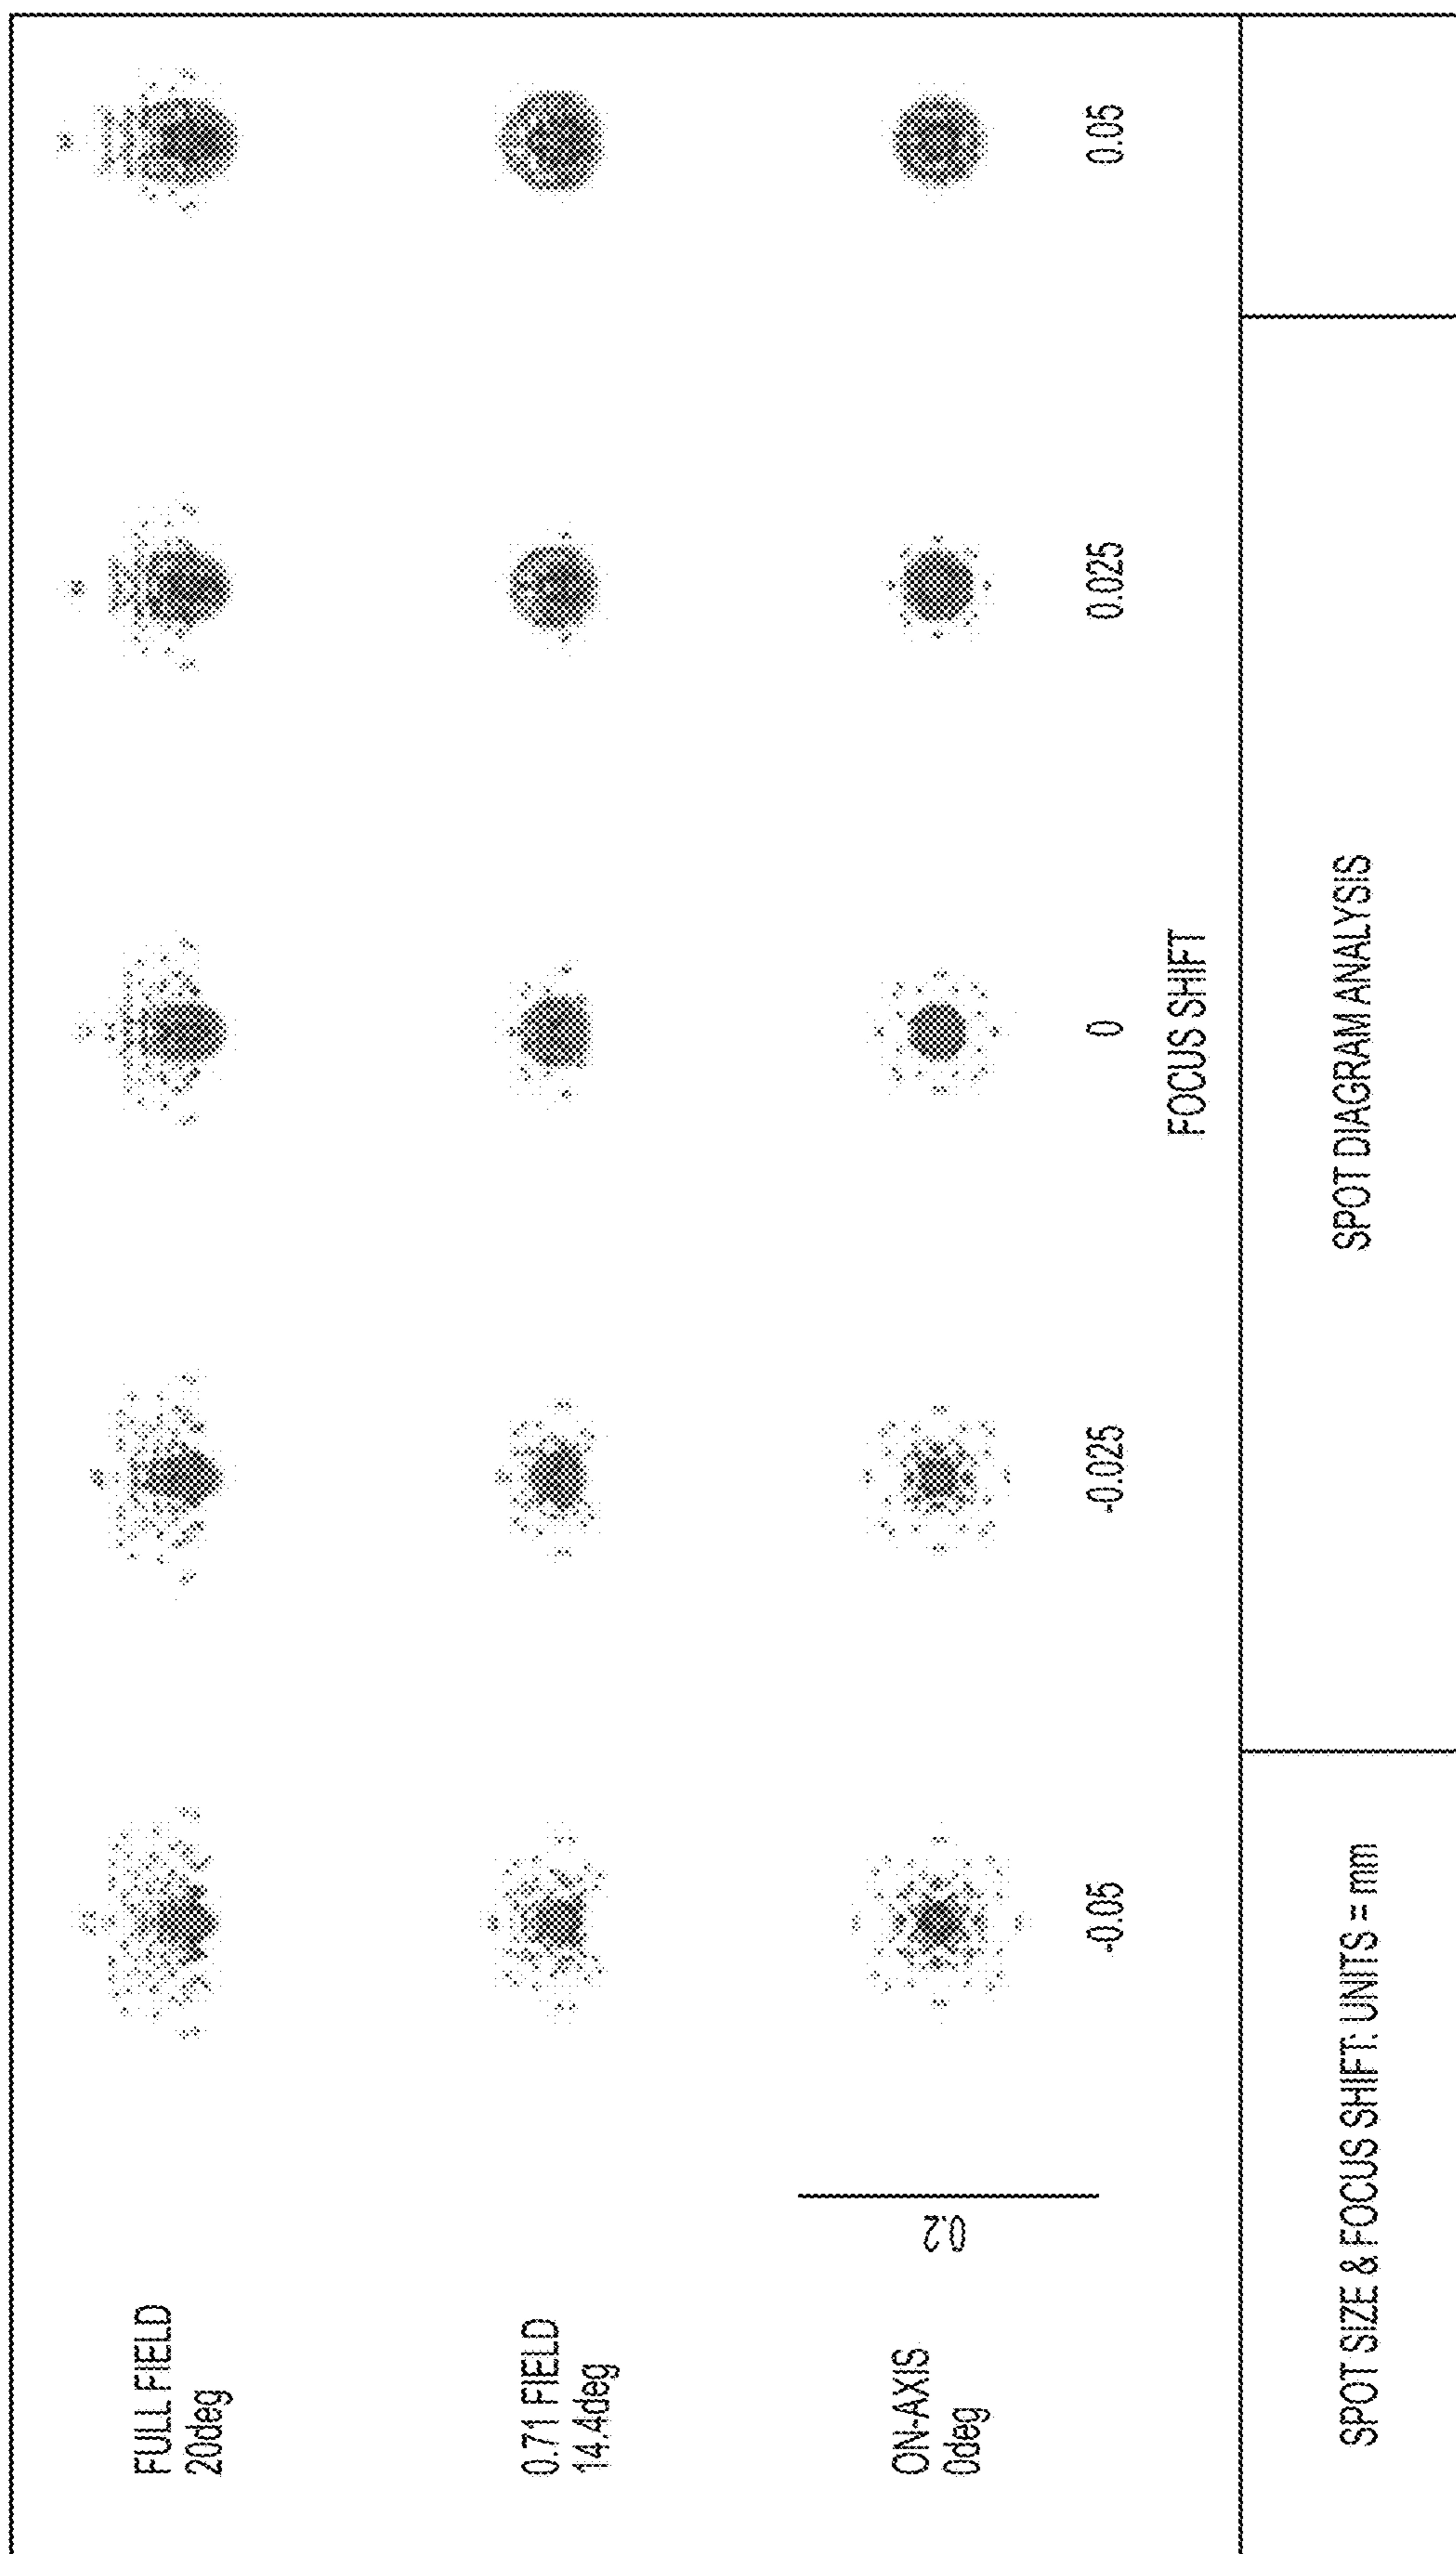 FULL FIELD
20deg
0.71 FIELD
14.4deg
ON-AXIS
0deg
0.2
-0.05
-0.025
0
0.025
0.05
FOCUS SHIFT
SPOT SIZE & FOCUS SHIFT: UNITS = mm
SPOT DIAGRAM ANALYSIS